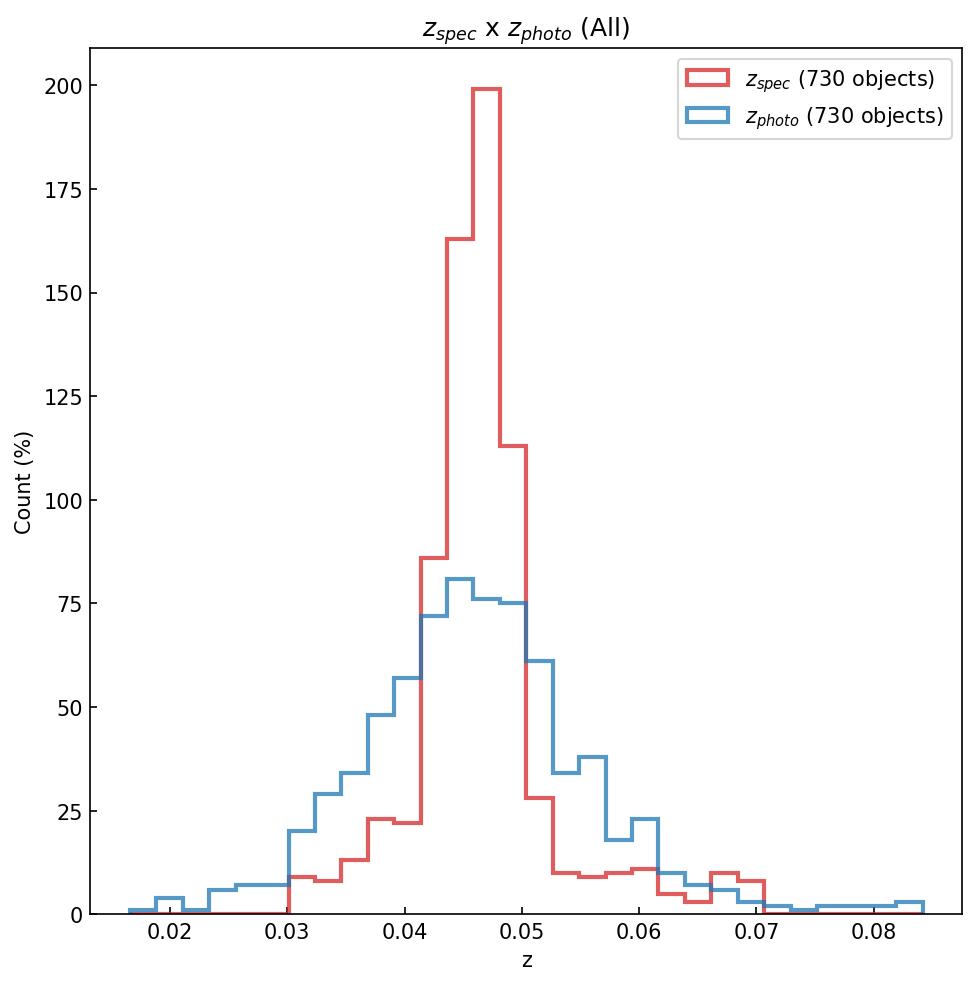 z_spec x z_photo (All)
z_spec (730 objects)
z_photo (730 objects)
Count (%)
200
175
150
125
100
75
50
25
0
0.02 0.03 0.04 0.05 0.06 0.07 0.08
z